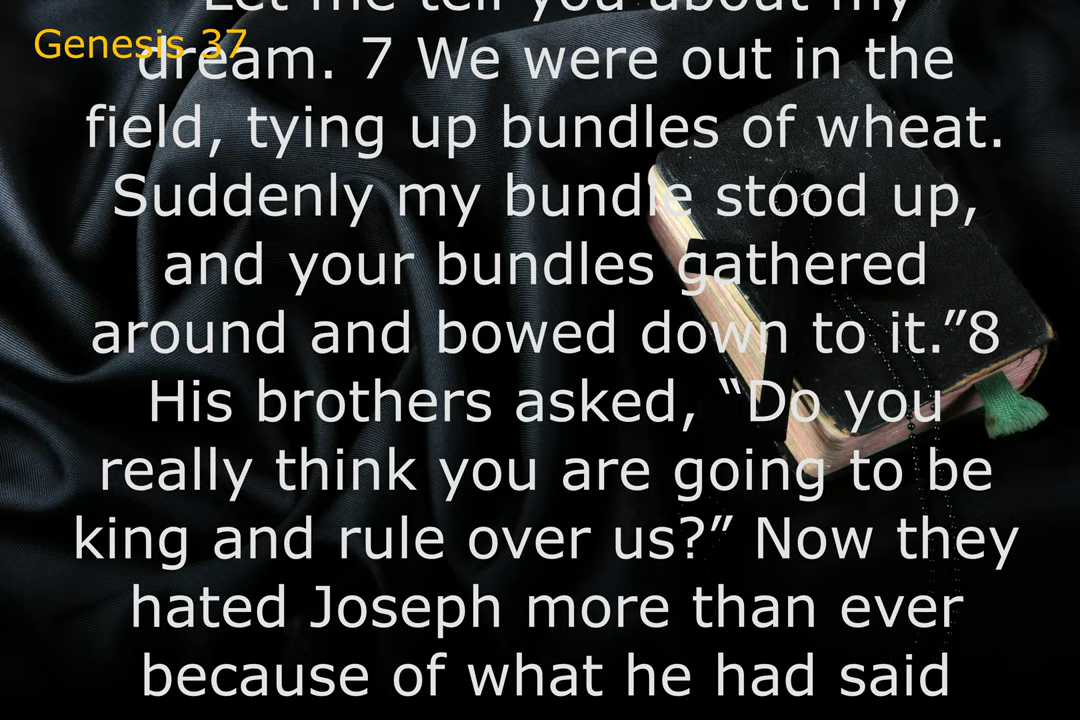 Let me tell you about my
Genesis 37
dream. 7 We were out in the
field, tying up bundles of wheat.
Suddenly my bundle stood up,
and your bundles gathered
around and bowed down to it.”8
His brothers asked, “Do you
really think you are going to be
king and rule over us?” Now they
hated Joseph more than ever
because of what he had said